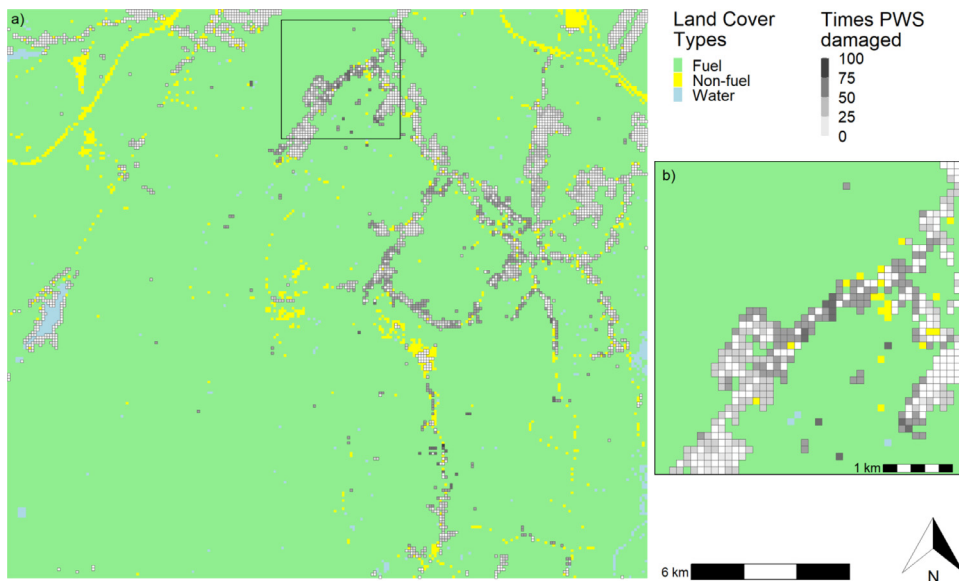 a)
Land Cover
Types
Fuel
Non-fuel
Water
Times PWS
damaged
100
75
50
25
0
b)
1 km
6 km
N